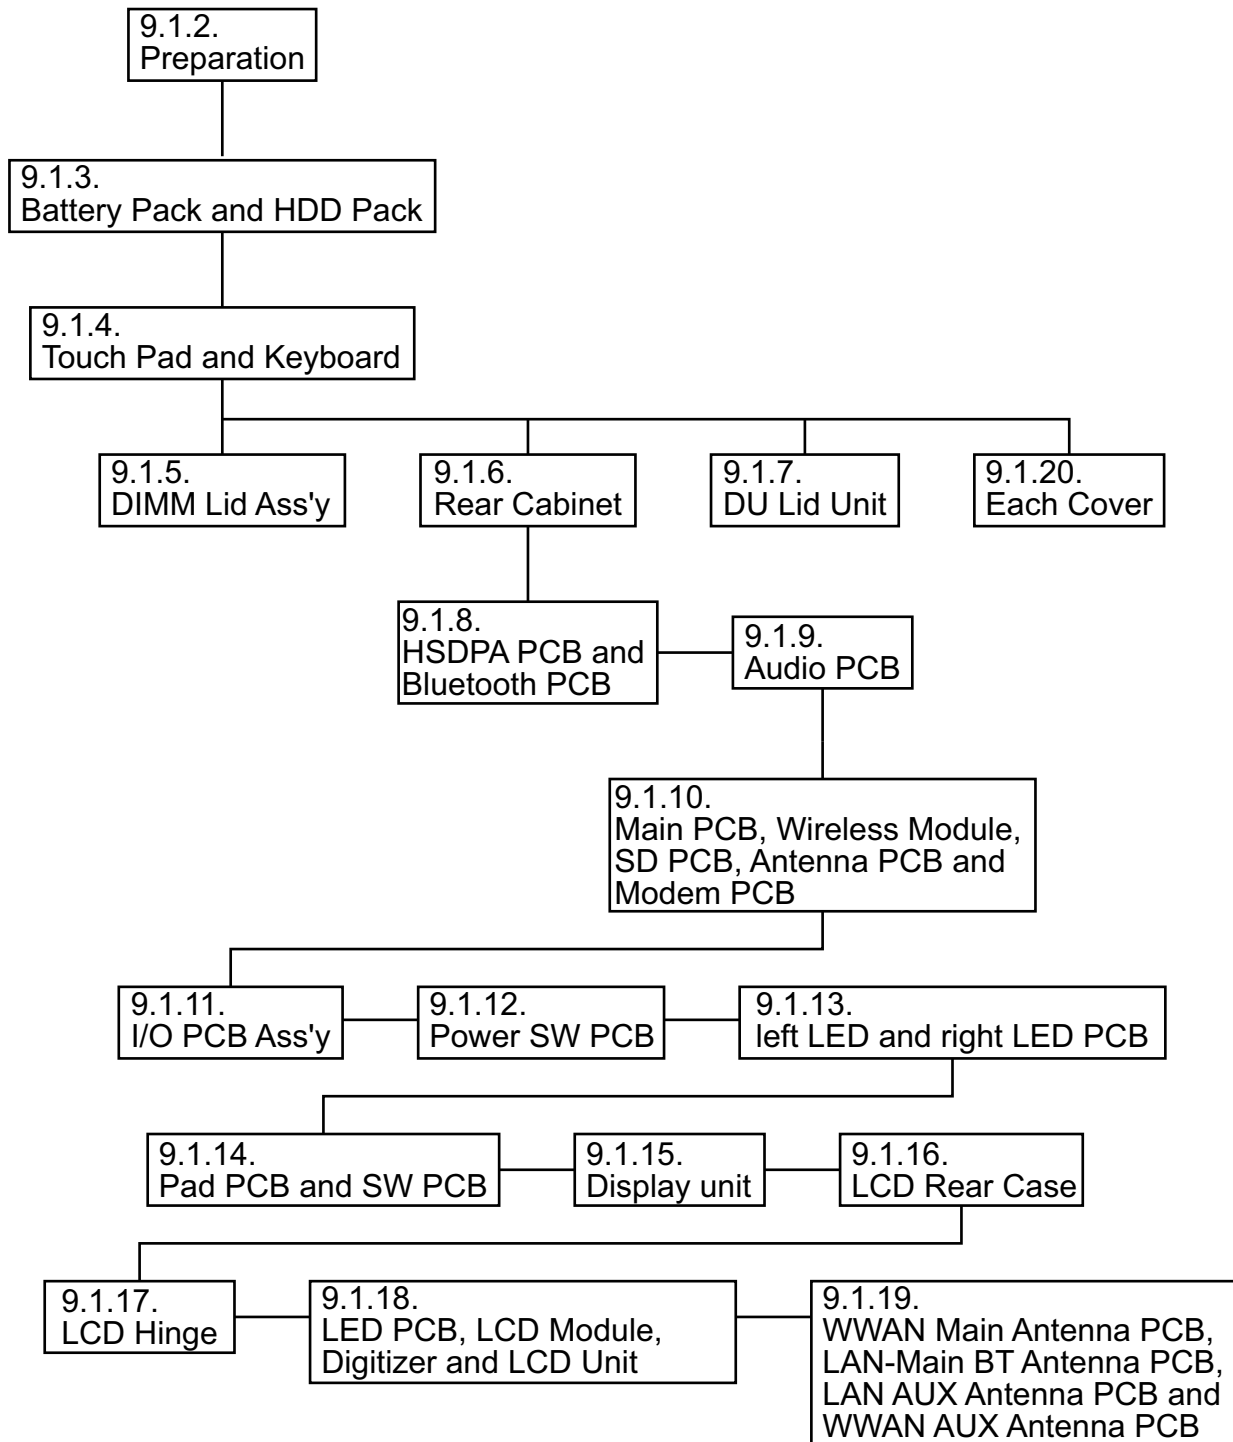 9.1.2.
Preparation
9.1.3.
Battery Pack and HDD Pack
9.1.4.
Touch Pad and Keyboard
9.1.5.
DIMM Lid Ass'y
9.1.6.
Rear Cabinet
9.1.7.
DU Lid Unit
9.1.20.
Each Cover
9.1.8.
HSDPA PCB and
Bluetooth PCB
9.1.9.
Audio PCB
9.1.10.
Main PCB, Wireless Module,
SD PCB, Antenna PCB and
Modem PCB
9.1.11.
I/O PCB Ass'y
9.1.12.
Power SW PCB
9.1.13.
left LED and right LED PCB
9.1.14.
Pad PCB and SW PCB
9.1.15.
Display unit
9.1.16.
LCD Rear Case
9.1.17.
LCD Hinge
9.1.18.
LED PCB, LCD Module,
Digitizer and LCD Unit
9.1.19.
WWAN Main Antenna PCB,
LAN-Main BT Antenna PCB,
LAN AUX Antenna PCB and
WWAN AUX Antenna PCB